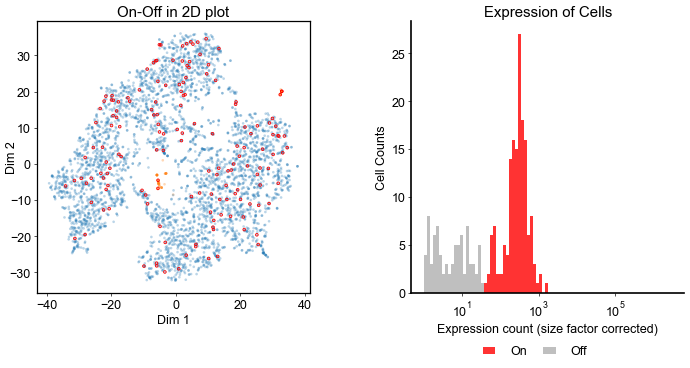 On-Off in 2D plot
Dim 2
30
20
10
0
−10
−20
−30
−40 −20 0 20 40
Dim 1
Expression of Cells
Cell Counts
25
20
15
10
5
0
10^1 10^3 10^5
Expression count (size factor corrected)
On Off